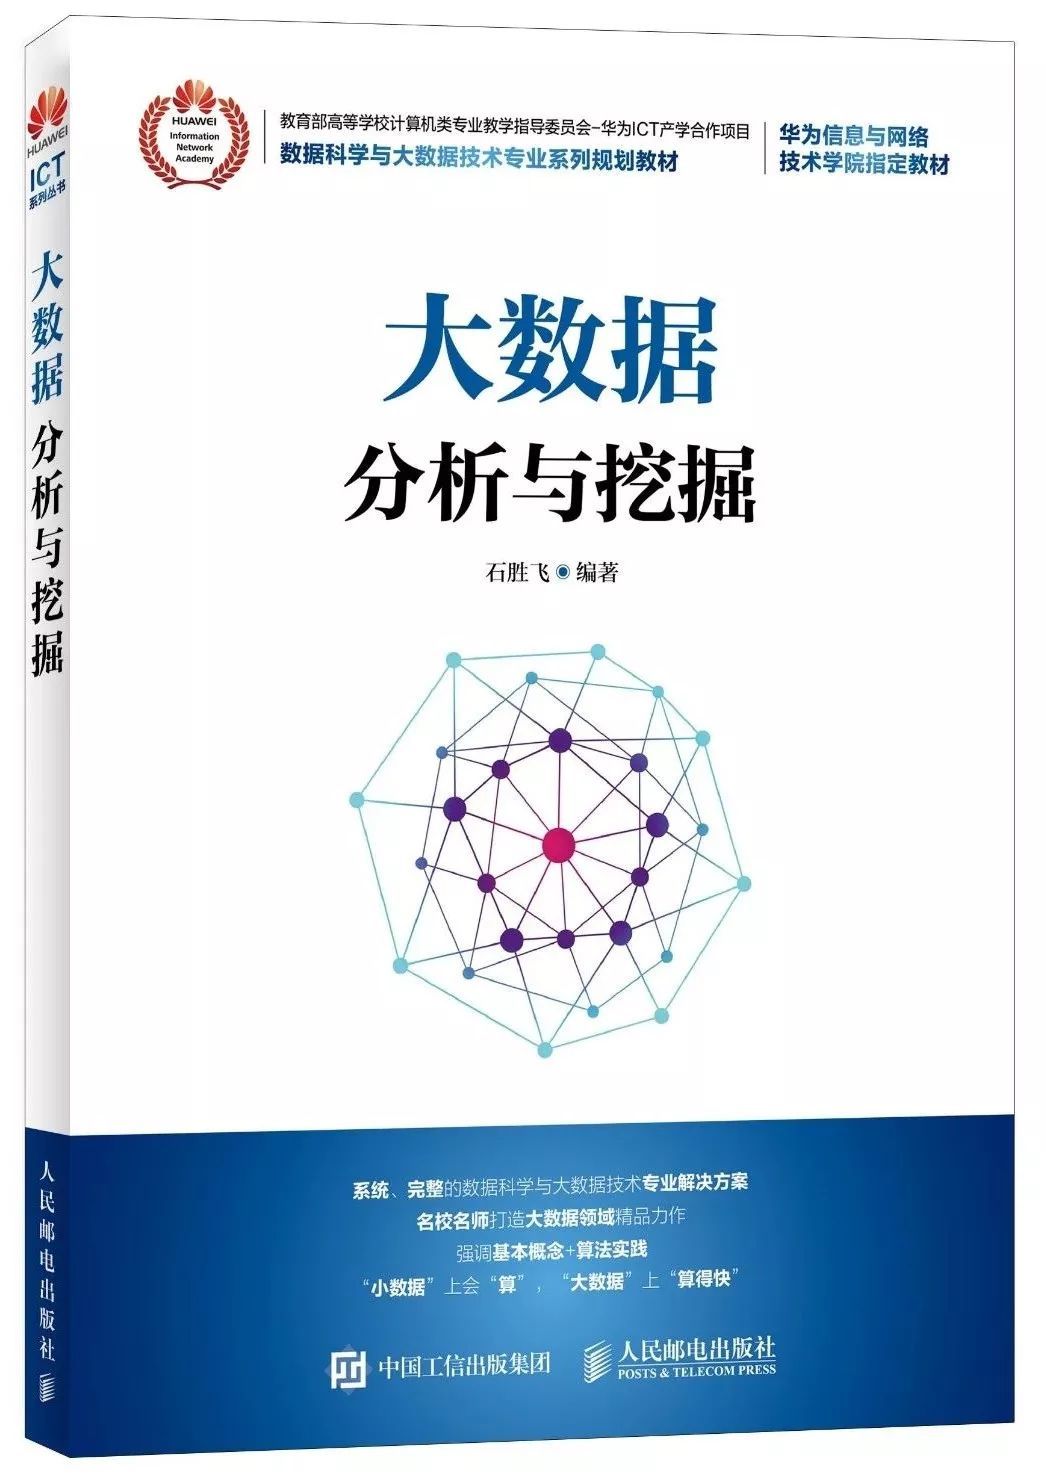 HUAWEI
ICT
系列丛书
大数据分析与挖掘
人民邮电出版社
HUAWEI
Information
Network
Academy
教育部高等学校计算机类专业教学指导委员会-华为ICT产学合作项目
数据科学与大数据技术专业系列规划教材
华为信息与网络
技术学院指定教材
大数据
分析与挖掘
石胜飞 编著
系统、完整的数据科学与大数据技术专业解决方案
名校名师打造大数据领域精品力作
强调基本概念+算法实践
“小数据”上会“算”，“大数据”上“算得快”
中国工信出版集团
人民邮电出版社
POSTS & TELECOM PRESS